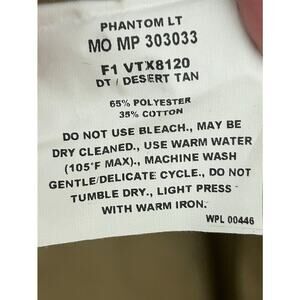 PHANTOM LT
MO MP 303033
F1 VTX8120
DT / DESERT TAN
65% POLYESTER
35% COTTON
DO NOT USE BLEACH., MAY BE
DRY CLEANED., USE WARM WATER
(105°F MAX)., MACHINE WASH
GENTLE/DELICATE CYCLE., DO NOT
TUMBLE DRY., LIGHT PRESS
WITH WARM IRON.
WPL 00446